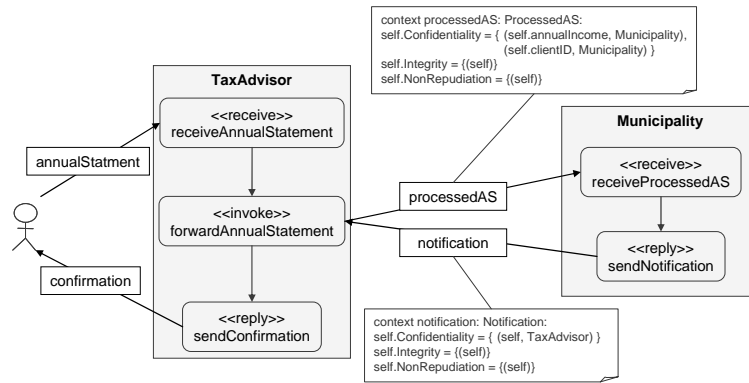 context processedAS: ProcessedAS:
self.Confidentiality = { (self.annualIncome, Municipality),
(self.clientID, Municipality) }
self.Integrity = {(self)}
self.NonRepudiation = {(self)}
TaxAdvisor
<<receive>>
receiveAnnualStatement
annualStatment
<<invoke>>
forwardAnnualStatement
confirmation
<<reply>>
sendConfirmation
processedAS
notification
Municipality
<<receive>>
receiveProcessedAS
<<reply>>
sendNotification
context notification: Notification:
self.Confidentiality = { (self, TaxAdvisor) }
self.Integrity = {(self)}
self.NonRepudiation = {(self)}